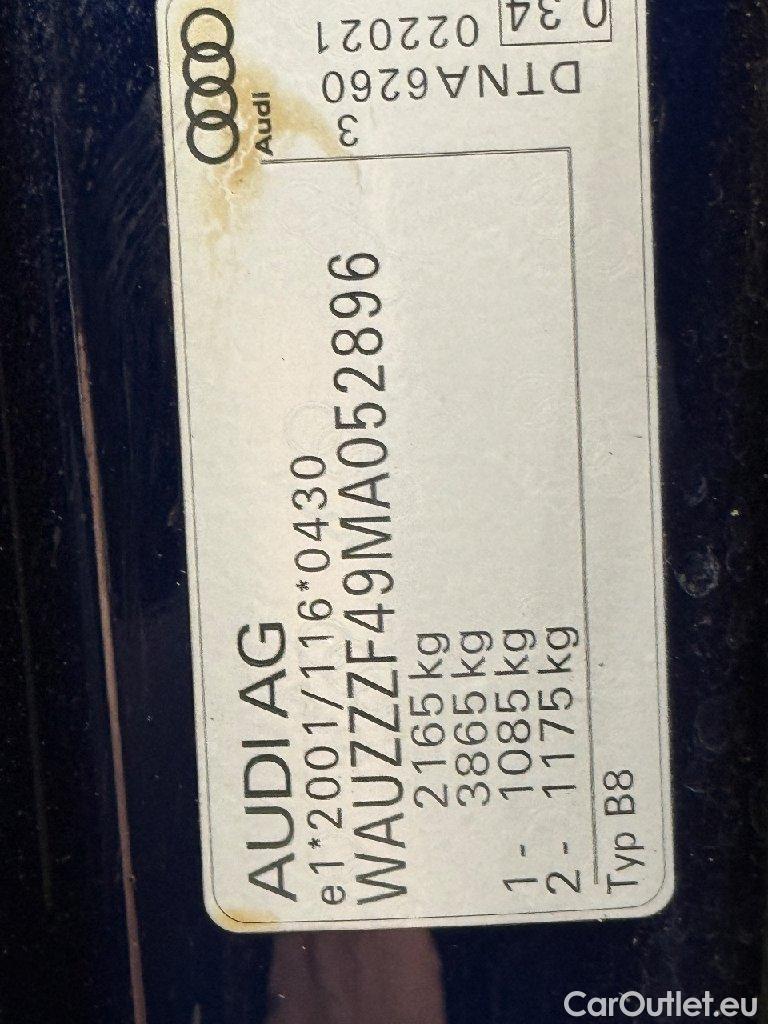 AUDI AG
e1*2001/116*0430
WAUZZZF49MA052896
2165 kg
3865 kg
1 - 1085 kg
2 - 1175 kg
Typ B8
Audi
3
022021
DTNA6260
0.34
CarOutlet.eu